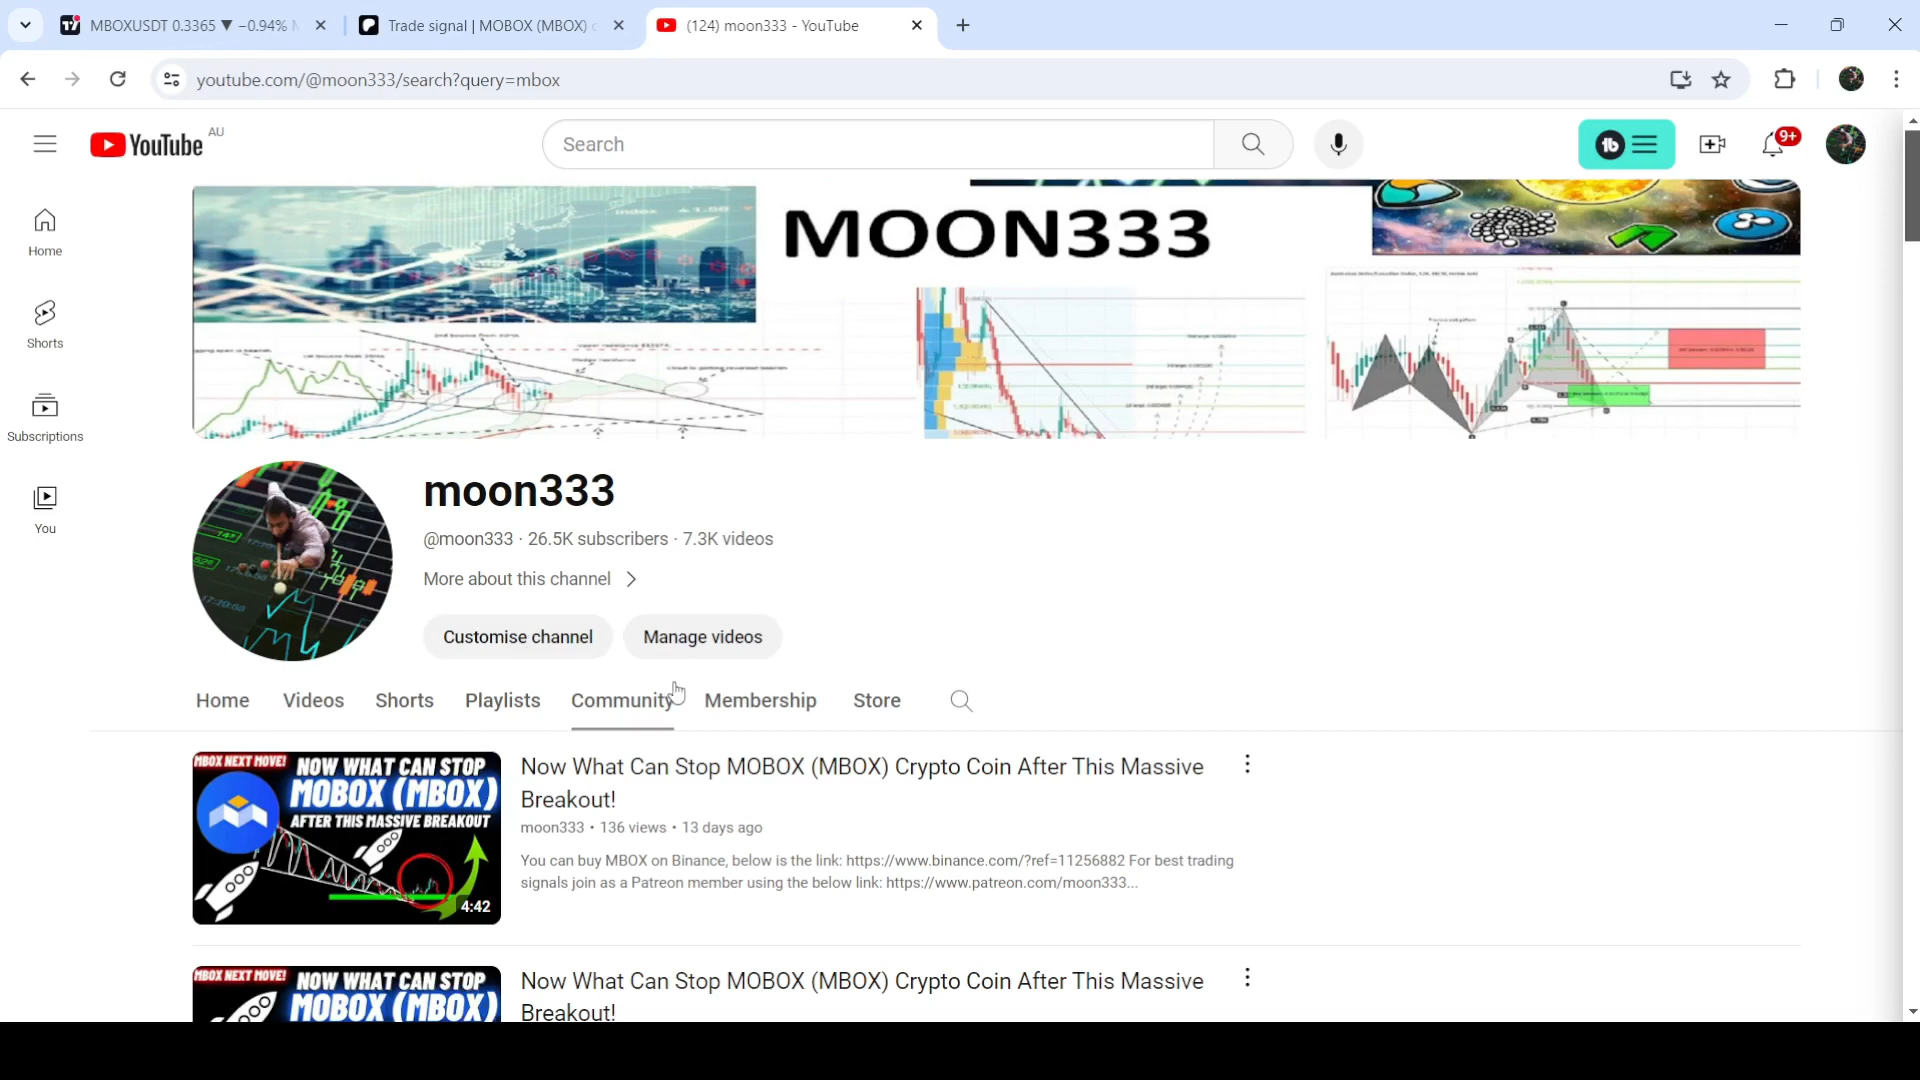 MBOXUSDT 0.3365 ▼ −0.94%
Trade signal | MOBOX (MBOX)
(124) moon333 - YouTube
youtube.com/@moon333/search?query=mbox
YouTube AU
Search
9+
Home
Shorts
Subscriptions
You
MOON333
moon333
@moon333 · 26.5K subscribers · 7.3K videos
More about this channel
Customise channel
Manage videos
Home
Videos
Shorts
Playlists
Community
Membership
Store
MBOX NEXT MOVE!
NOW WHAT CAN STOP
MOBOX (MBOX)
AFTER THIS MASSIVE BREAKOUT
4:42
Now What Can Stop MOBOX (MBOX) Crypto Coin After This Massive
Breakout!
moon333 • 136 views • 13 days ago
You can buy MBOX on Binance, below is the link: https://www.binance.com/?ref=11256882 For best trading
signals join as a Patreon member using the below link: https://www.patreon.com/moon333...
MBOX NEXT MOVE!
NOW WHAT CAN STOP
MOBOX (MBOX)
Now What Can Stop MOBOX (MBOX) Crypto Coin After This Massive
Breakout!